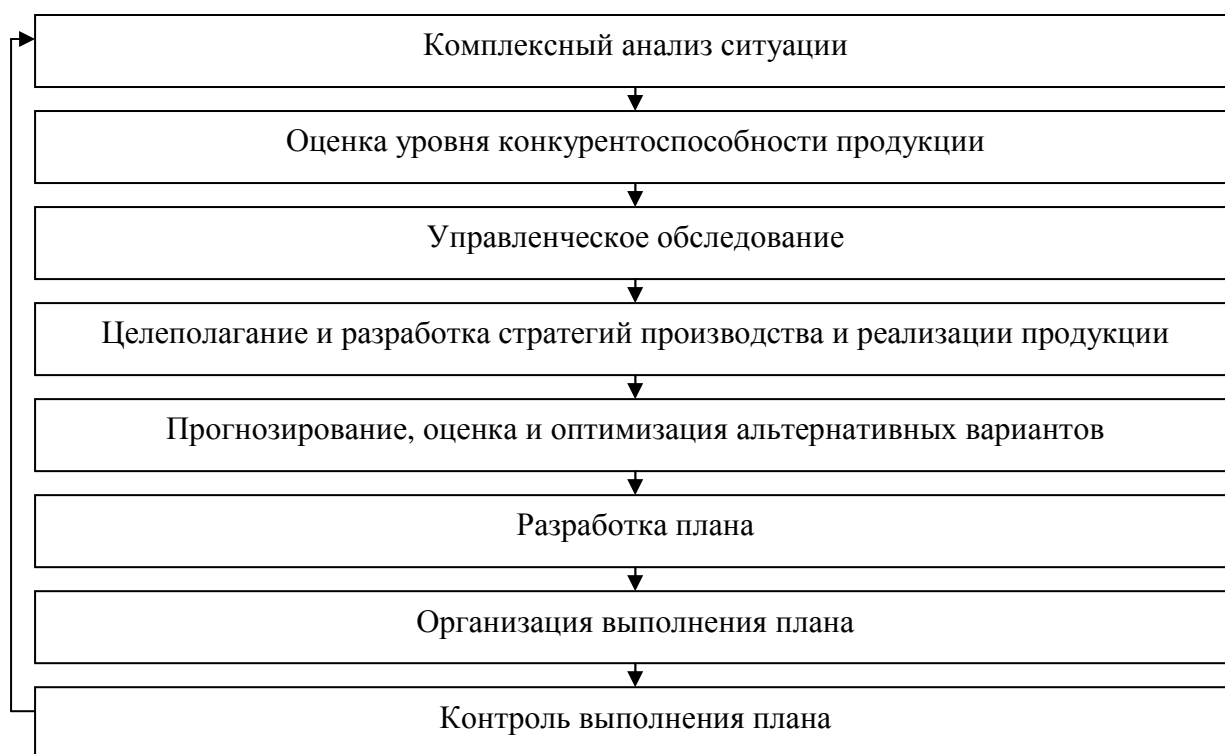 Комплексный анализ ситуации
Оценка уровня конкурентоспособности продукции
Управленческое обследование
Целеполагание и разработка стратегий производства и реализации продукции
Прогнозирование, оценка и оптимизация альтернативных вариантов
Разработка плана
Организация выполнения плана
Контроль выполнения плана